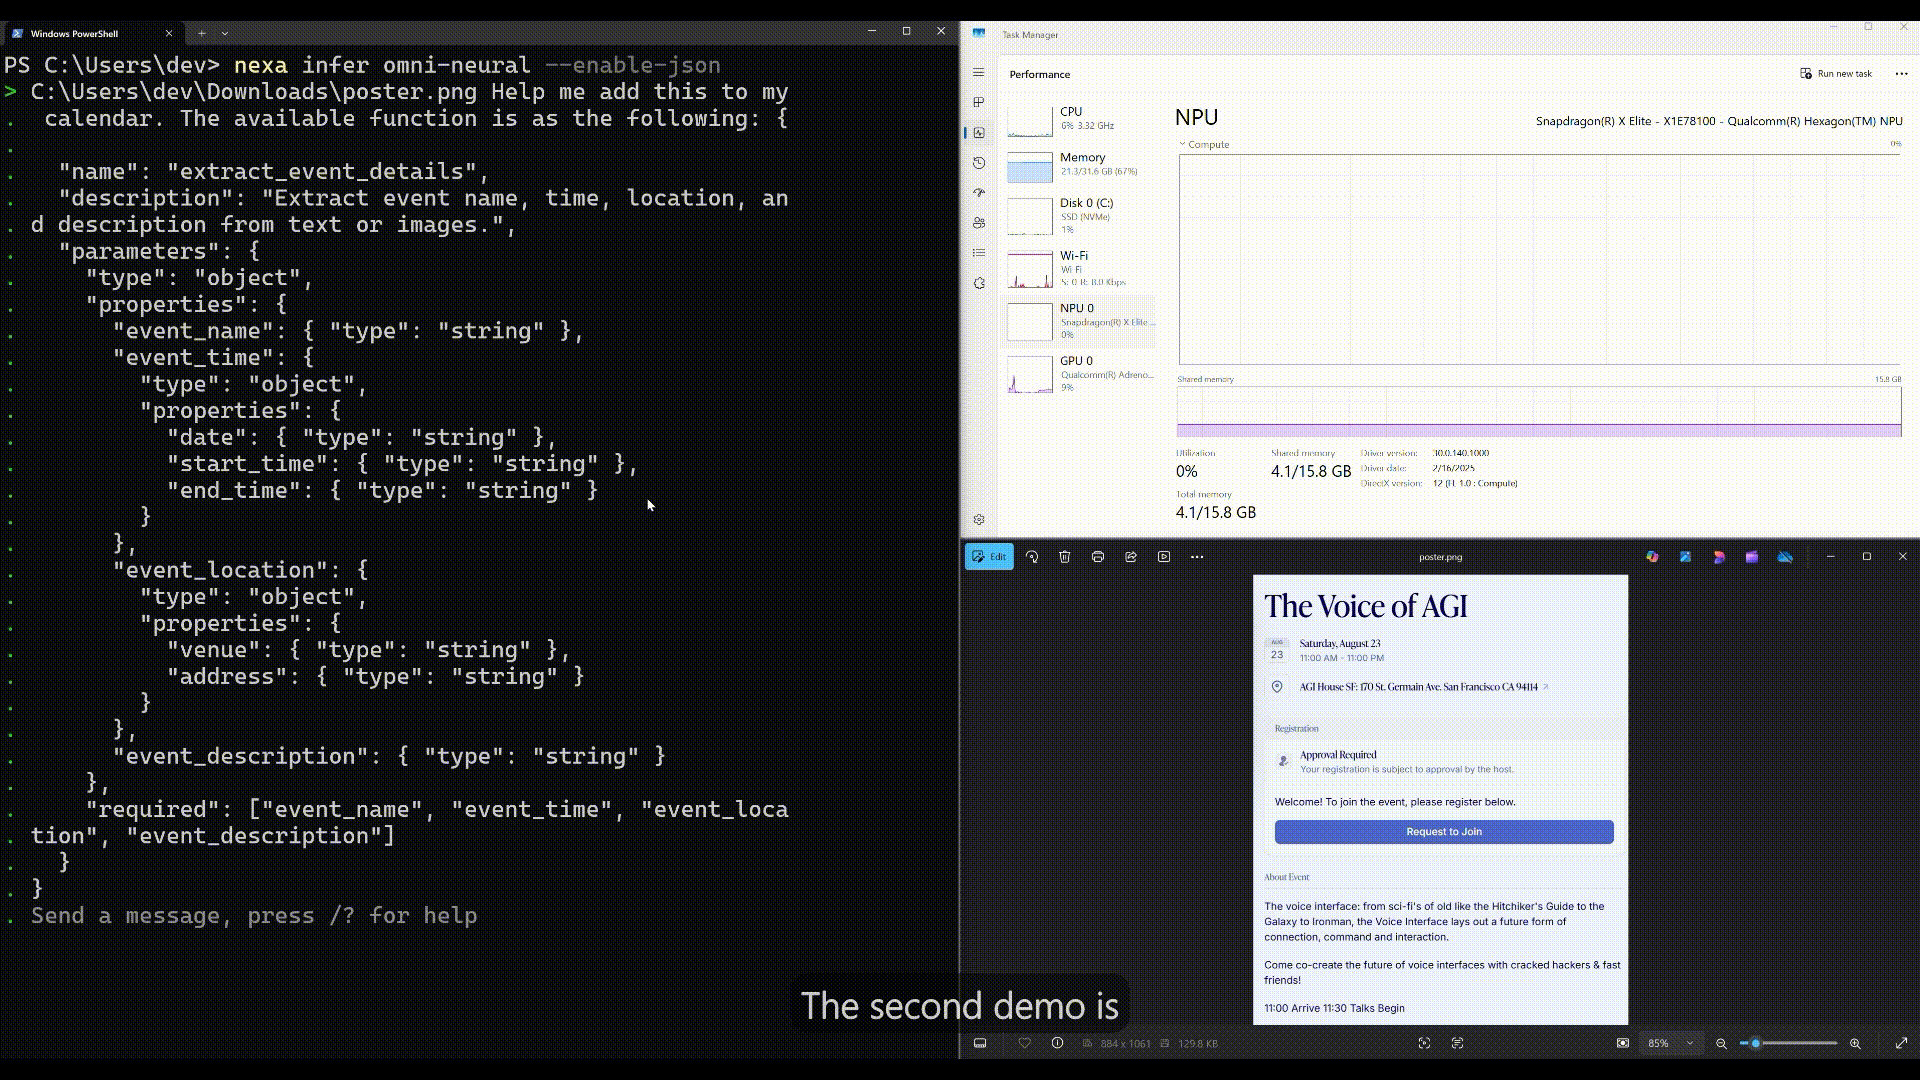 Windows PowerShell
PS C:\Users\dev> nexa infer omni-neural --enable-json
> C:\Users\dev\Downloads\poster.png Help me add this to my
. calendar. The available function is as the following: {
.
. "name": "extract_event_details",
. "description": "Extract event name, time, location, an
. d description from text or images.",
. "parameters": {
. "type": "object",
. "properties": {
. "event_name": { "type": "string" },
. "event_time": {
. "type": "object",
. "properties": {
. "date": { "type": "string" },
. "start_time": { "type": "string" },
. "end_time": { "type": "string" }
. }
. },
. "event_location": {
. "type": "object",
. "properties": {
. "venue": { "type": "string" },
. "address": { "type": "string" }
. }
. },
. "event_description": { "type": "string" }
. },
. "required": ["event_name", "event_time", "event_loca
. tion", "event_description"]
. }
. }
. Send a message, press /? for help
Task Manager
Performance
Run new task
CPU
6% 3.32 GHz
Memory
21.3/31.6 GB (67%)
Disk 0 (C:)
SSD (NVMe)
1%
Wi-Fi
Wi-Fi
S: 0 R: 8.0 Kbps
NPU 0
Snapdragon(R) X Elite...
0%
GPU 0
Qualcomm(R) Adreno...
9%
NPU
Snapdragon(R) X Elite - X1E78100 - Qualcomm(R) Hexagon(TM) NPU
Compute
0%
Shared memory
15.8 GB
Utilization
0%
Shared memory
4.1/15.8 GB
Driver version: 30.0.140.1000
Driver date: 2/16/2025
DirectX version: 12 (FL 1.0 : Compute)
Total memory
4.1/15.8 GB
Edit
poster.png
The Voice of AGI
AUG
23
Saturday, August 23
11:00 AM - 11:00 PM
AGI House SF: 170 St. Germain Ave. San Francisco CA 94114
Registration
Approval Required
Your registration is subject to approval by the host.
Welcome! To join the event, please register below.
Request to Join
About Event
The voice interface: from sci-fi's of old like the Hitchiker's Guide to the
Galaxy to Ironman, the Voice Interface lays out a future form of
connection, command and interaction.
Come co-create the future of voice interfaces with cracked hackers & fast
friends!
11:00 Arrive 11:30 Talks Begin
The second demo is
884 x 1061
129.8 KB
85%